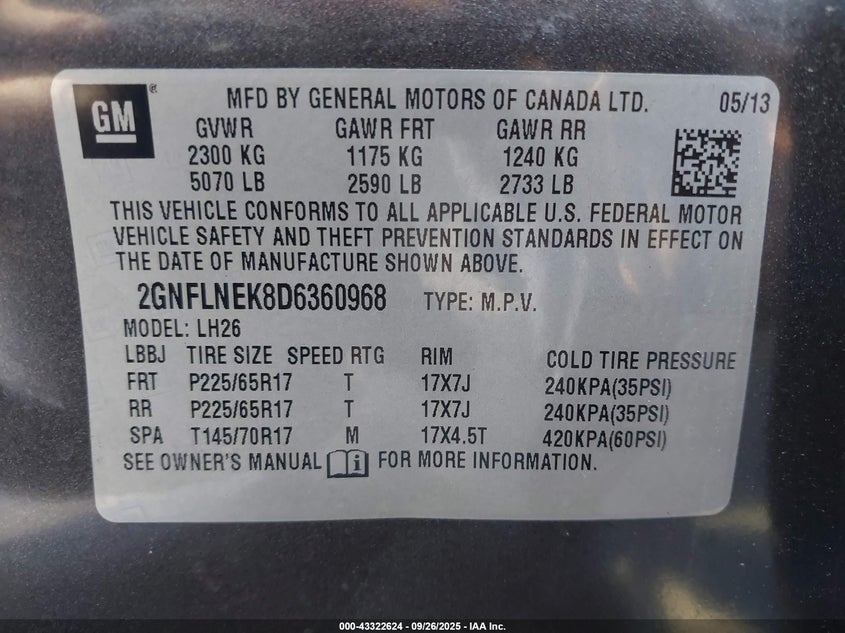 GM ® MFD BY GENERAL MOTORS OF CANADA LTD. 05/13
GVWR GAWR FRT GAWR RR
2300 KG 1175 KG 1240 KG
5070 LB 2590 LB 2733 LB
THIS VEHICLE CONFORMS TO ALL APPLICABLE U.S. FEDERAL MOTOR
VEHICLE SAFETY AND THEFT PREVENTION STANDARDS IN EFFECT ON
THE DATE OF MANUFACTURE SHOWN ABOVE.
2GNFLNEK8D6360968 TYPE: M.P.V.
MODEL: LH26
LBBJ TIRE SIZE SPEED RTG RIM COLD TIRE PRESSURE
FRT P225/65R17 T 17X7J 240KPA(35PSI)
RR P225/65R17 T 17X7J 240KPA(35PSI)
SPA T145/70R17 M 17X4.5T 420KPA(60PSI)
SEE OWNER'S MANUAL i FOR MORE INFORMATION.
000-43322624 - 09/26/2025 - IAA Inc.